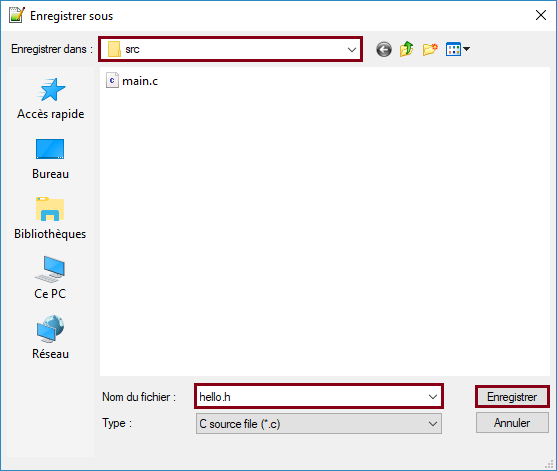 Enregistrer sous
Enregistrer dans :
src
main.c
Accès rapide
Bureau
Bibliothèques
Ce PC
Réseau
Nom du fichier :
hello.h
Enregistrer
Type :
C source file (*.c)
Annuler